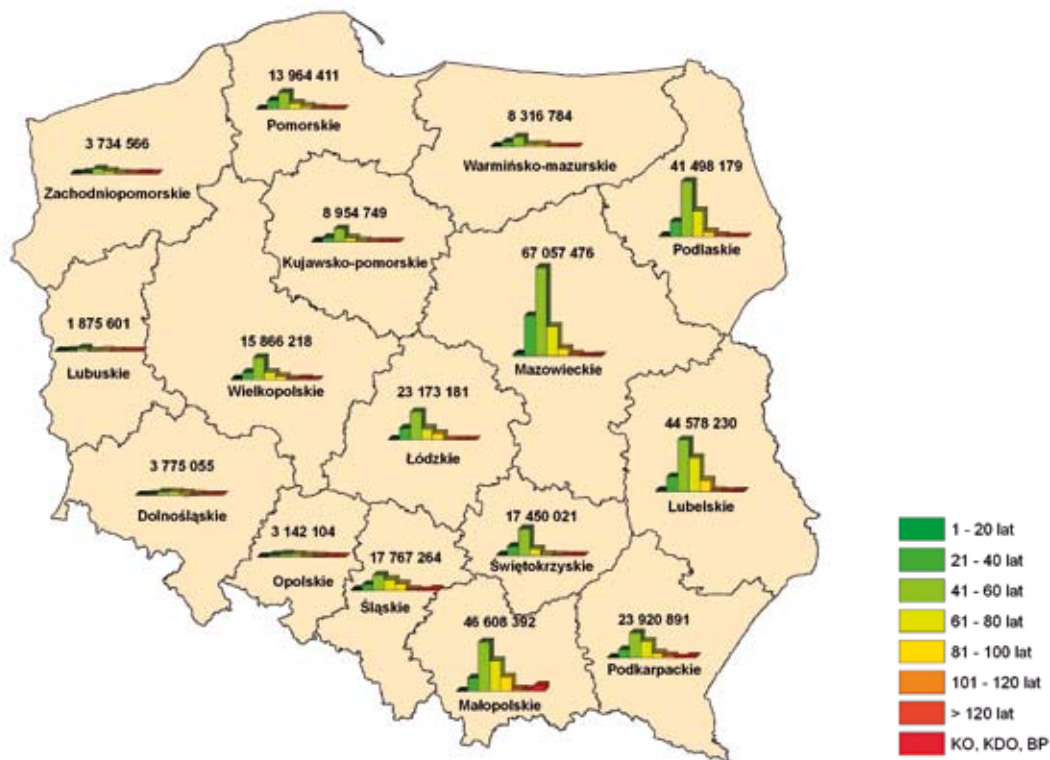 13 964 411
Pomorskie
8 316 784
Warmińsko-mazurskie
3 734 566
Zachodniopomorskie
41 498 179
Podlaskie
8 954 749
Kujawsko-pomorskie
67 057 476
Mazowieckie
1 875 601
Lubuskie
15 866 218
Wielkopolskie
23 173 181
Łódzkie
44 578 230
Lubelskie
3 775 055
Dolnośląskie
3 142 104
Opolskie
17 767 264
Śląskie
17 450 021
Świętokrzyskie
46 608 392
Małopolskie
23 920 891
Podkarpackie
1 - 20 lat
21 - 40 lat
41 - 60 lat
61 - 80 lat
81 - 100 lat
101 - 120 lat
> 120 lat
KO, KDO, BP